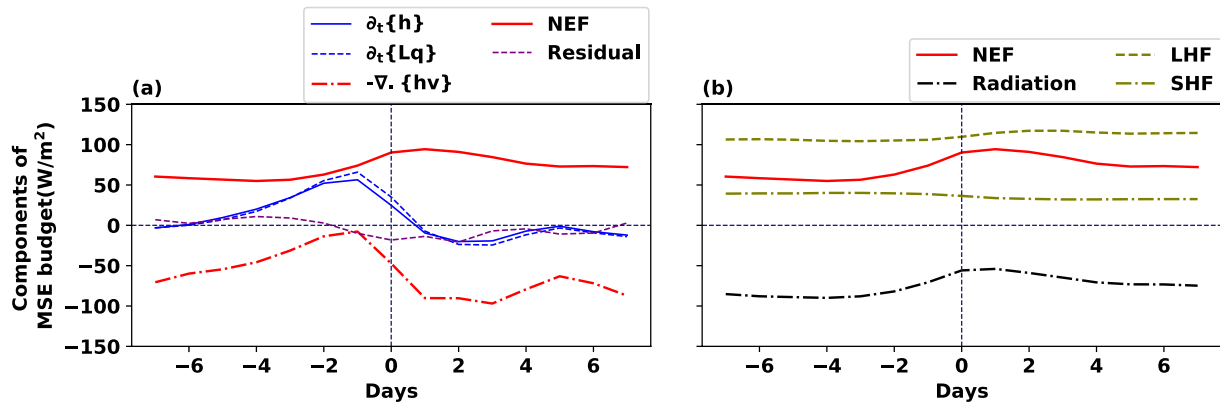 ∂ₜ{h} NEF
∂ₜ{Lq} Residual
-∇. {hv}
NEF LHF
Radiation SHF
(a)
(b)
Components of
MSE budget(W/m²)
150
100
50
0
−50
−100
−150
−6 −4 −2 0 2 4 6
Days
−6 −4 −2 0 2 4 6
Days